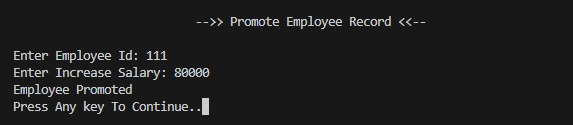 -->> Promote Employee Record <<--
Enter Employee Id: 111
Enter Increase Salary: 80000
Employee Promoted
Press Any key To Continue..